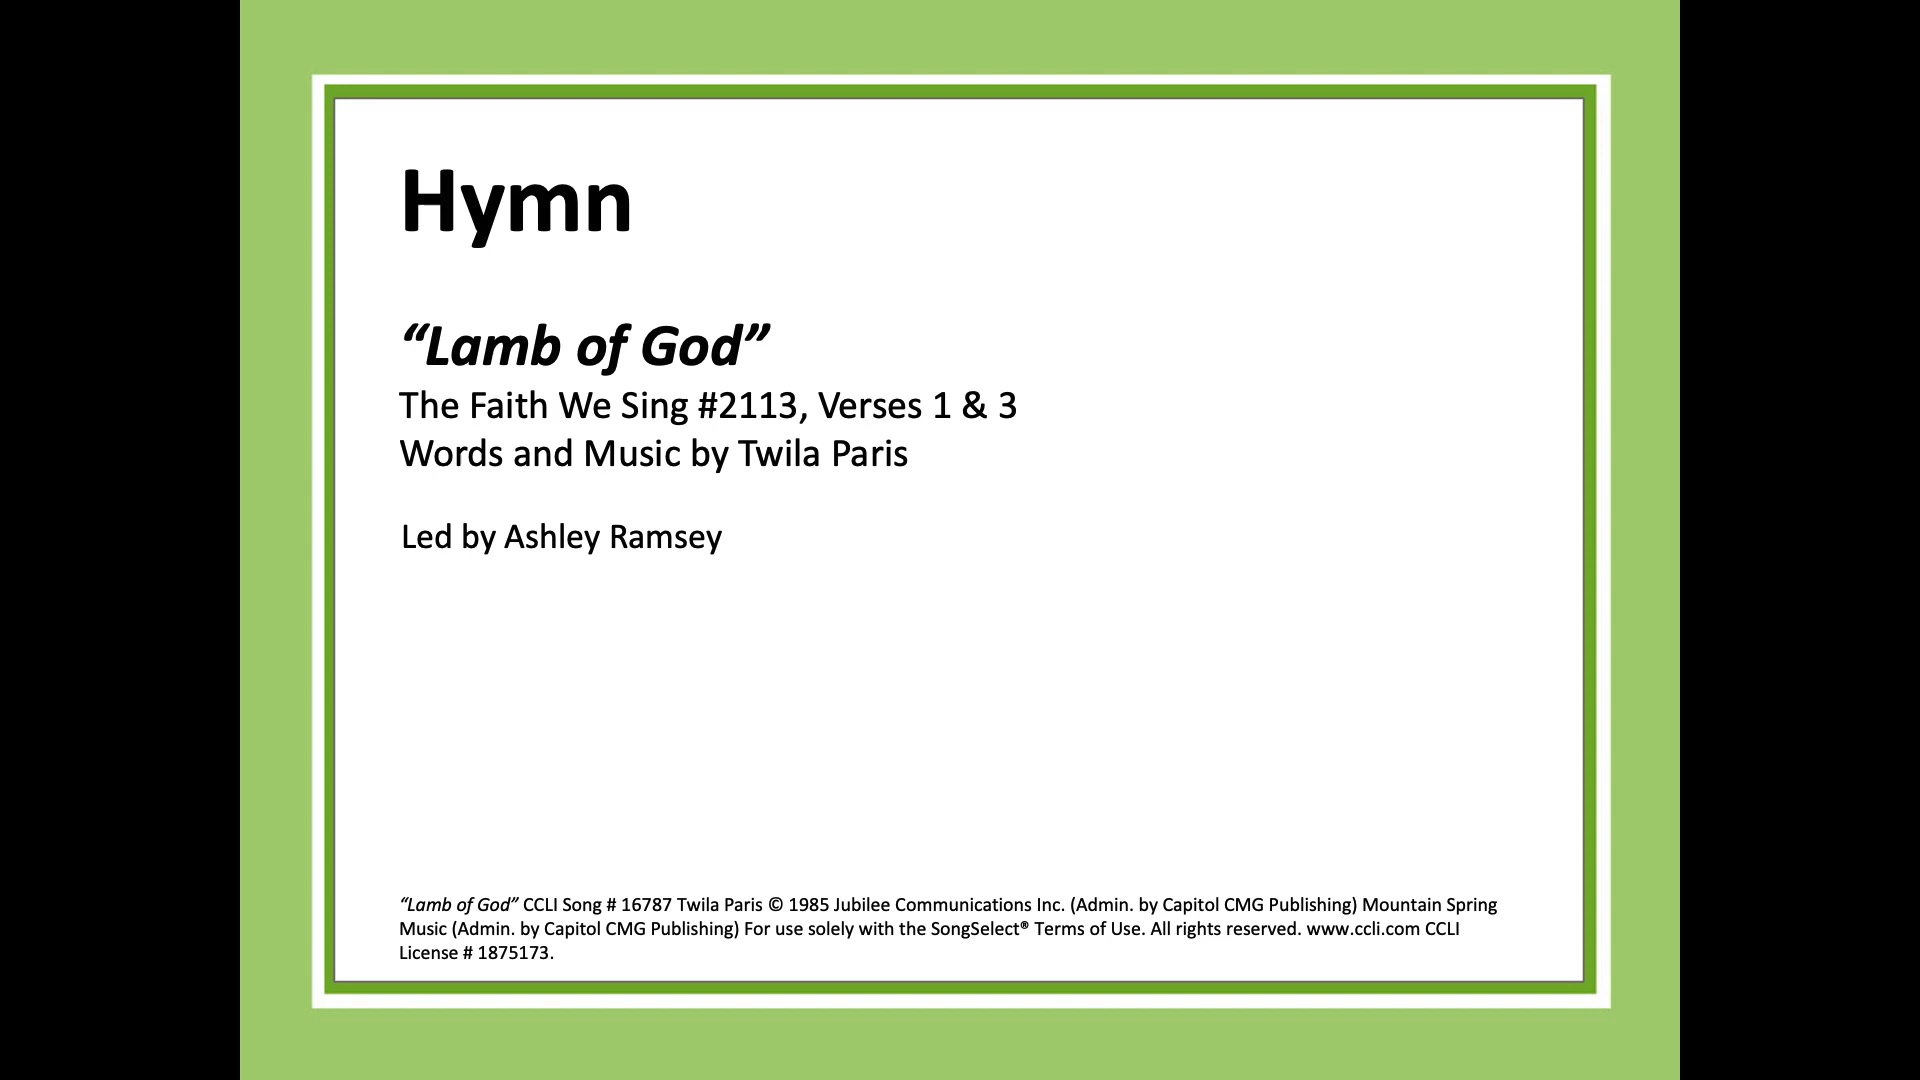 Hymn
“Lamb of God”
The Faith We Sing #2113, Verses 1 & 3
Words and Music by Twila Paris
Led by Ashley Ramsey
“Lamb of God” CCLI Song # 16787 Twila Paris © 1985 Jubilee Communications Inc. (Admin. by Capitol CMG Publishing) Mountain Spring
Music (Admin. by Capitol CMG Publishing) For use solely with the SongSelect® Terms of Use. All rights reserved. www.ccli.com CCLI
License # 1875173.